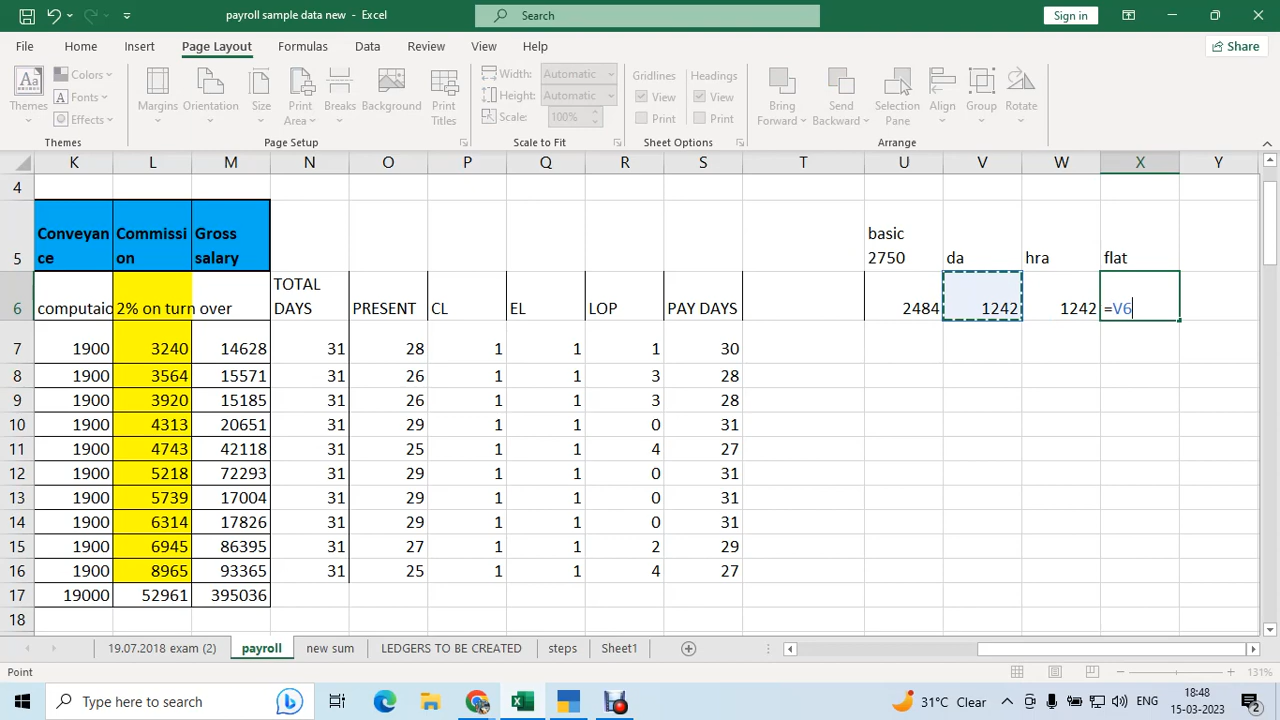 payroll sample data new - Excel
Search
Sign in
File Home Insert Page Layout Formulas Data Review View Help
Share
Themes
Colors
Fonts
Effects
Margins
Orientation
Size
Print Area
Breaks
Background
Print Titles
Width: Automatic
Height: Automatic
Scale: 100%
Gridlines
View
Print
Headings
View
Print
Bring Forward
Send Backward
Selection Pane
Align
Group
Rotate
Themes Page Setup Scale to Fit Sheet Options Arrange
K L M N O P Q R S T U V W X Y
4
5 Conveyan ce Commissi on Gross salary basic 2750 da hra flat
6 computaio 2% on turn over TOTAL DAYS PRESENT CL EL LOP PAY DAYS 2484 1242 1242 =V6
7 1900 3240 14628 31 28 1 1 1 30
8 1900 3564 15571 31 26 1 1 3 28
9 1900 3920 15185 31 26 1 1 3 28
10 1900 4313 20651 31 29 1 1 0 31
11 1900 4743 42118 31 25 1 1 4 27
12 1900 5218 72293 31 29 1 1 0 31
13 1900 5739 17004 31 29 1 1 0 31
14 1900 6314 17826 31 29 1 1 0 31
15 1900 6945 86395 31 27 1 1 2 29
16 1900 8965 93365 31 25 1 1 4 27
17 19000 52961 395036
18
19.07.2018 exam (2) payroll new sum LEDGERS TO BE CREATED steps Sheet1
Point
131%
Type here to search
31°C Clear
ENG
18:48
15-03-2023
2